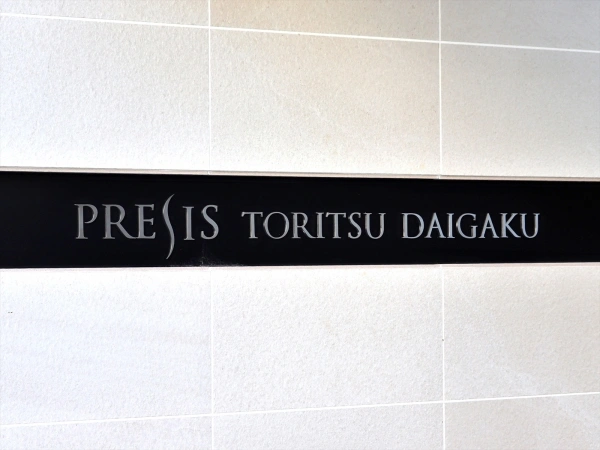 PRESIS TORITSU DAIGAKU